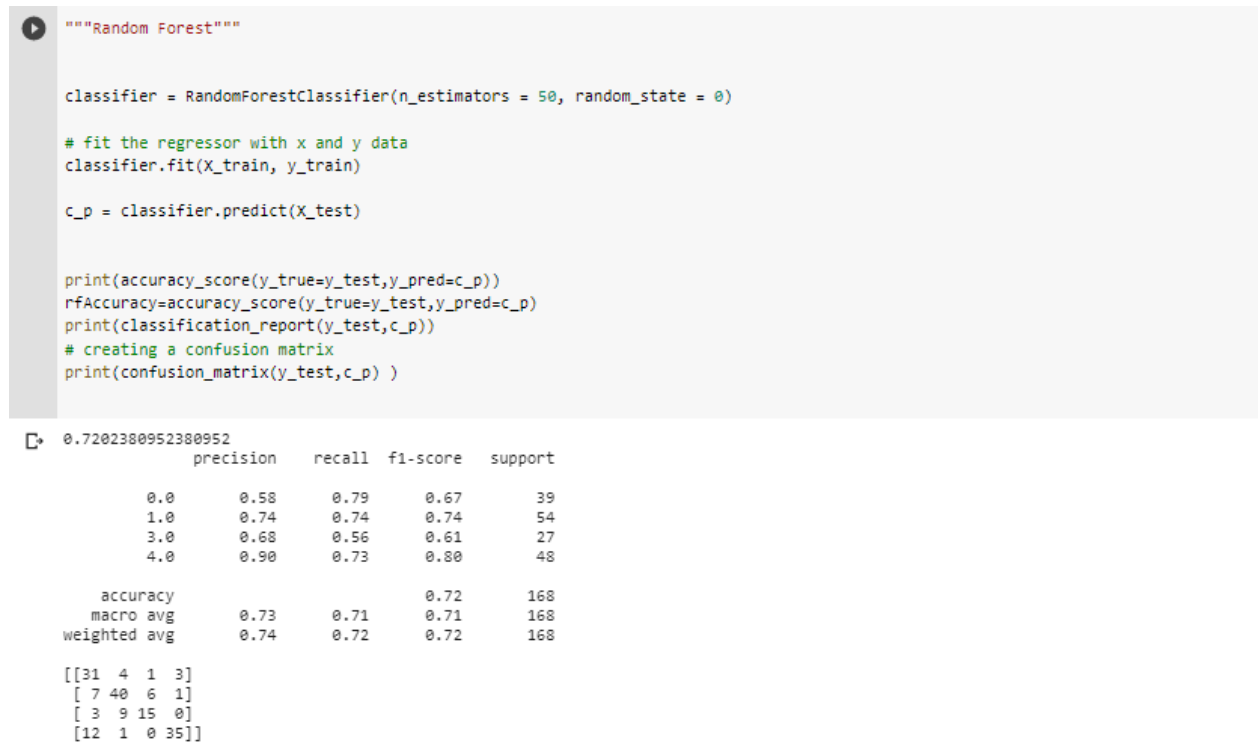 """Random Forest"""
classifier = RandomForestClassifier(n_estimators = 50, random_state = 0)
# fit the regressor with x and y data
classifier.fit(X_train, y_train)
c_p = classifier.predict(X_test)
print(accuracy_score(y_true=y_test,y_pred=c_p))
rfAccuracy=accuracy_score(y_true=y_test,y_pred=c_p)
print(classification_report(y_test,c_p))
# creating a confusion matrix
print(confusion_matrix(y_test,c_p) )
0.7202380952380952
precision recall f1-score support
0.0 0.58 0.79 0.67 39
1.0 0.74 0.74 0.74 54
3.0 0.68 0.56 0.61 27
4.0 0.90 0.73 0.80 48
accuracy 0.72 168
macro avg 0.73 0.71 0.71 168
weighted avg 0.74 0.72 0.72 168
[[31 4 1 3]
[ 7 40 6 1]
[ 3 9 15 0]
[12 1 0 35]]